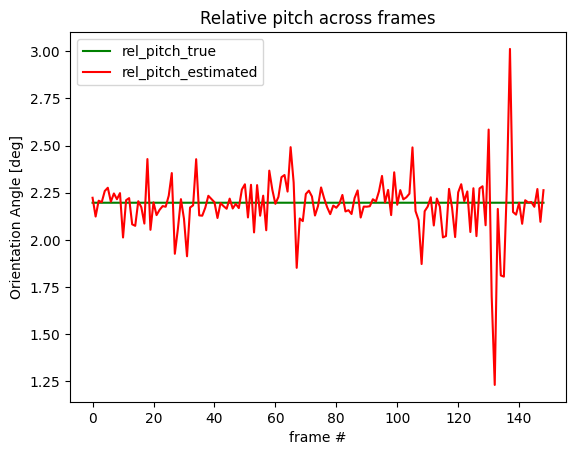 Relative pitch across frames
rel_pitch_true
rel_pitch_estimated
Orientation Angle [deg]
3.00
2.75
2.50
2.25
2.00
1.75
1.50
1.25
0 20 40 60 80 100 120 140
frame #